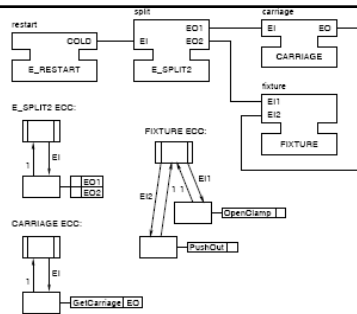 restart
split
carriage
COLD
EI
EO1
EO2
EI
EO
E_RESTART
E_SPLIT2
CARRIAGE
fixture
EI1
EI2
FIXTURE
E_SPLIT2 ECC:
1
EI
EO1
EO2
FIXTURE ECC:
EI2
1
1
EI1
OpenClamp
PushOut
CARRIAGE ECC:
1
EI
GetCarriage
EO